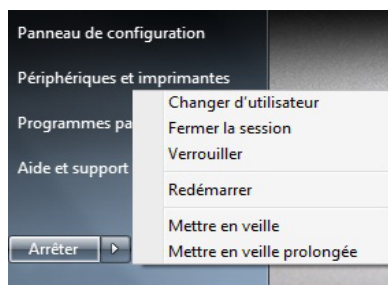 Panneau de configuration
Périphériques et imprimantes
Programmes pa
Aide et support
Changer d'utilisateur
Fermer la session
Verrouiller
Redémarrer
Mettre en veille
Mettre en veille prolongée
Arrêter